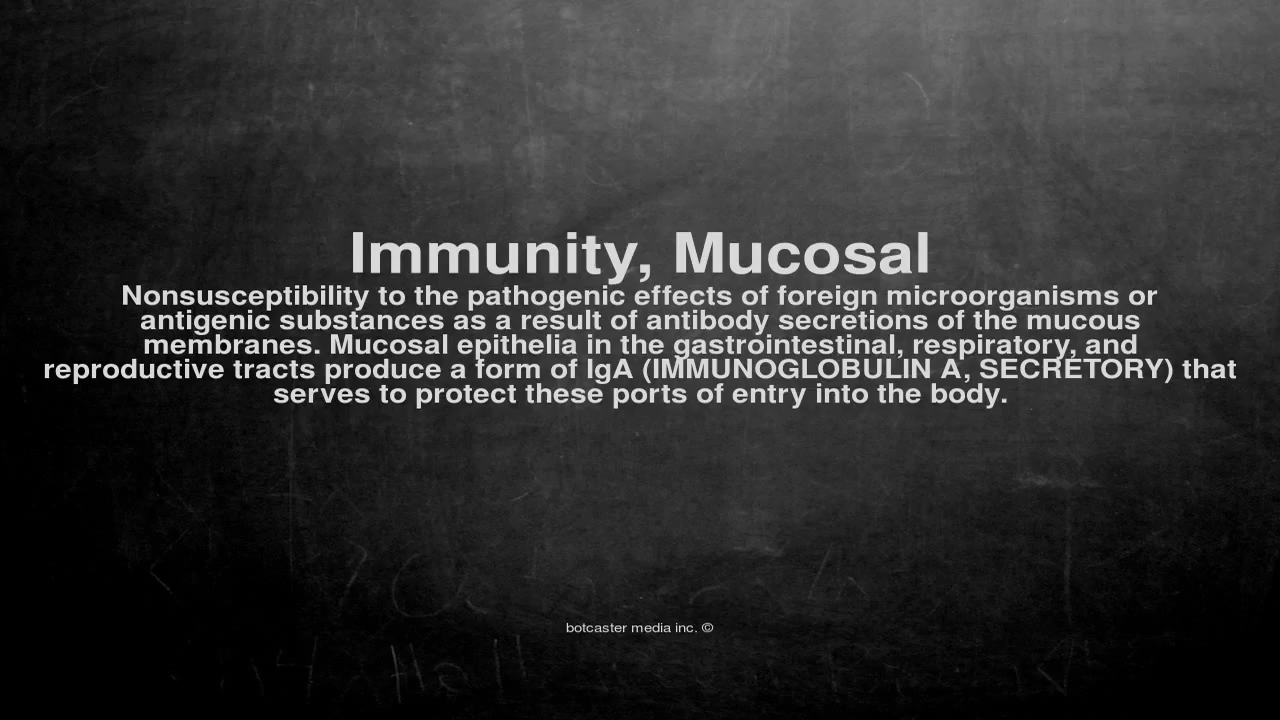 Immunity, Mucosal
Nonsusceptibility to the pathogenic effects of foreign microorganisms or
antigenic substances as a result of antibody secretions of the mucous
membranes. Mucosal epithelia in the gastrointestinal, respiratory, and
reproductive tracts produce a form of IgA (IMMUNOGLOBULIN A, SECRETORY) that
serves to protect these ports of entry into the body.
botcaster media inc. ©